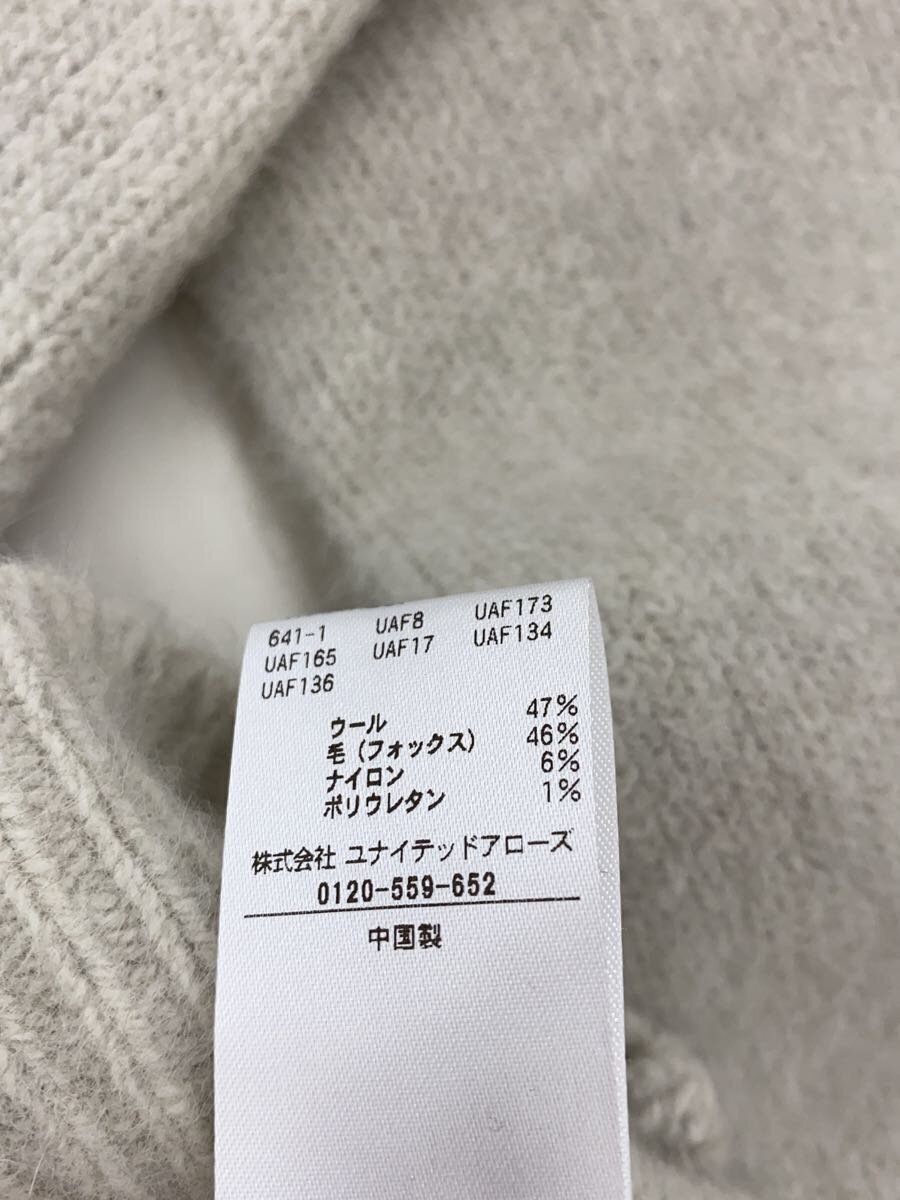 641-1 UAF8 UAF173
UAF165 UAF17 UAF134
UAF136
ウール 47%
毛(フォックス) 46%
ナイロン 6%
ポリウレタン 1%
株式会社 ユナイテッドアローズ
0120-559-652
中国製